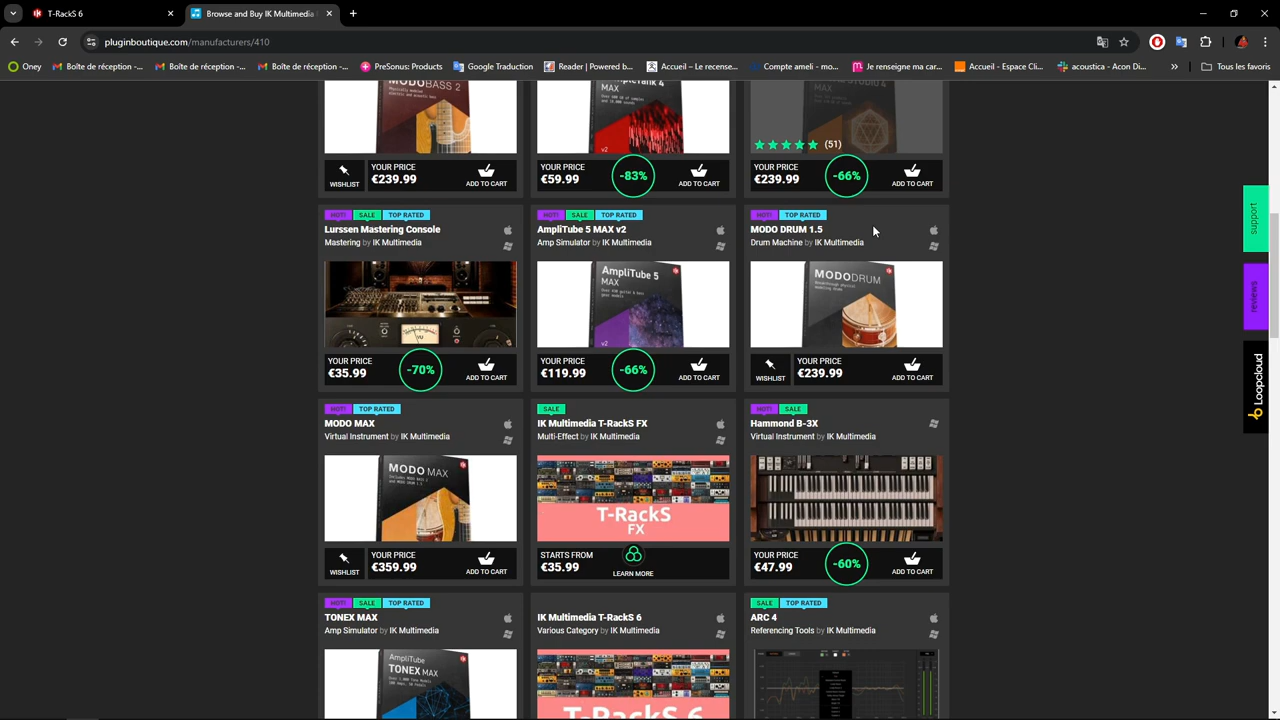 T-RackS 6
Browse and Buy IK Multimedia
pluginboutique.com/manufacturers/410
Oney
Boîte de réception -...
Boîte de réception -...
Boîte de réception -...
PreSonus: Products
Google Traduction
Reader | Powered b...
Accueil – Le recense...
Compte ameli - mo...
Je renseigne ma car...
Accueil - Espace Cli...
acoustica — Acon Di...
Tous les favoris
MODOBASS 2
MAX
v2
(51)
YOUR PRICE
€239.99
WISHLIST
ADD TO CART
YOUR PRICE
€59.99
-83%
ADD TO CART
YOUR PRICE
€239.99
-66%
ADD TO CART
HOT! SALE TOP RATED
Lurssen Mastering Console
Mastering by IK Multimedia
YOUR PRICE
€35.99
-70%
ADD TO CART
HOT! SALE TOP RATED
AmpliTube 5 MAX v2
Amp Simulator by IK Multimedia
AmpliTube 5
MAX
v2
YOUR PRICE
€119.99
-66%
ADD TO CART
HOT! TOP RATED
MODO DRUM 1.5
Drum Machine by IK Multimedia
MODO DRUM
WISHLIST
YOUR PRICE
€239.99
ADD TO CART
HOT! TOP RATED
MODO MAX
Virtual Instrument by IK Multimedia
MODO MAX
WISHLIST
YOUR PRICE
€359.99
ADD TO CART
SALE
IK Multimedia T-RackS FX
Multi-Effect by IK Multimedia
T-RackS
FX
STARTS FROM
€35.99
LEARN MORE
HOT! SALE
Hammond B-3X
Virtual Instrument by IK Multimedia
YOUR PRICE
€47.99
-60%
ADD TO CART
HOT! SALE TOP RATED
TONEX MAX
Amp Simulator by IK Multimedia
AmpliTube
TONEX MAX
IK Multimedia T-RackS 6
Various Category by IK Multimedia
T-RackS 6
SALE TOP RATED
ARC 4
Referencing Tools by IK Multimedia
support
reviews
Loopcloud